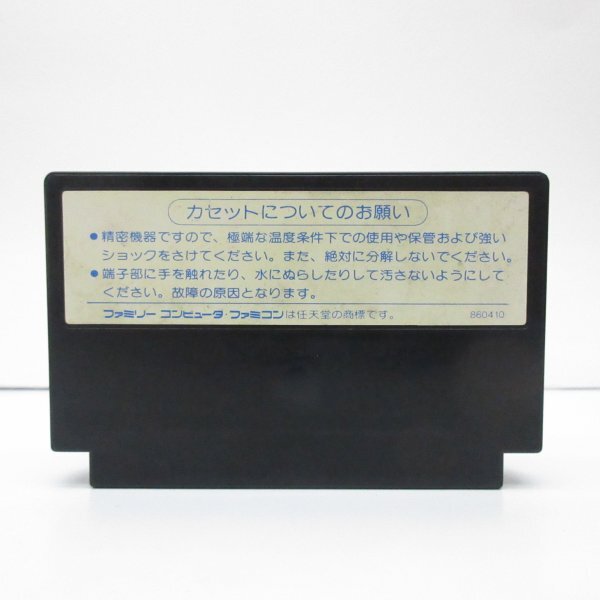 カセットについてのお願い
●精密機器ですので、極端な温度条件下での使用や保管および強い
ショックをさけてください。また、絶対に分解しないでください。
●端子部に手を触れたり、水にぬらしたりして汚さないようにして
ください。故障の原因となります。
ファミリー コンピュータ・ファミコンは任天堂の商標です。 860410